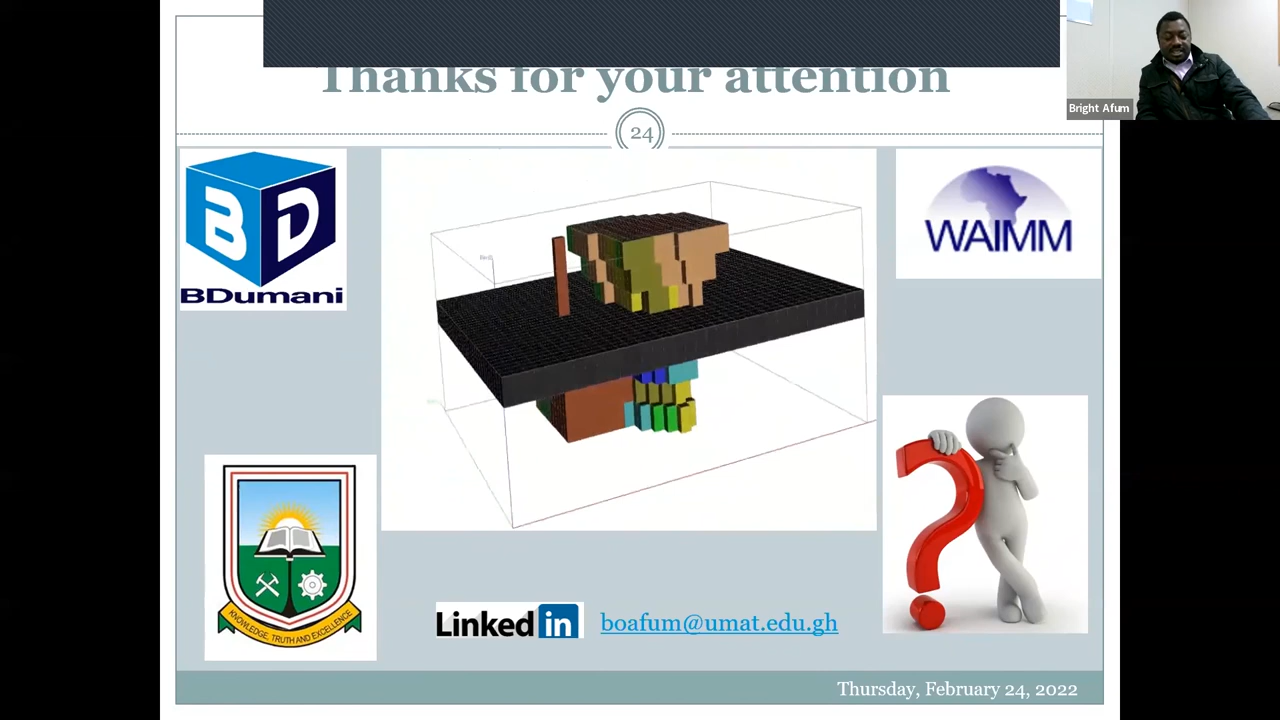 Thanks for your attention
24
Bright Afum
BD
BDumani
WAIMM
KNOWLEDGE, TRUTH AND EXCELLENCE
Linked in
boafum@umat.edu.gh
Thursday, February 24, 2022